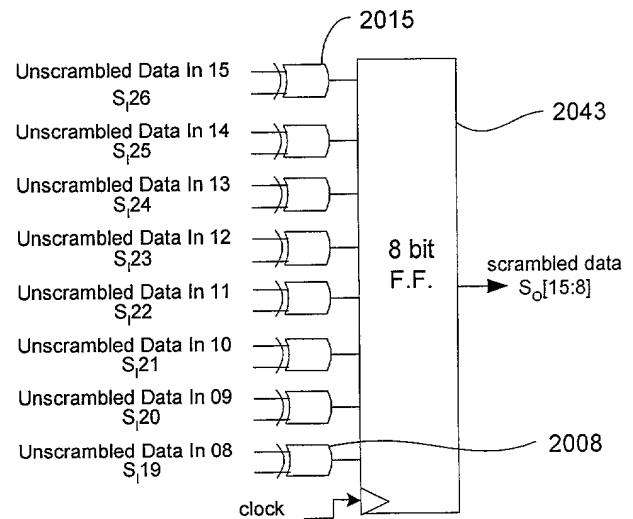 2015
Unscrambled Data In 15
S_I26
2043
Unscrambled Data In 14
S_I25
Unscrambled Data In 13
S_I24
Unscrambled Data In 12
S_I23
8 bit
F.F.
scrambled data
S_O[15:8]
Unscrambled Data In 11
S_I22
Unscrambled Data In 10
S_I21
Unscrambled Data In 09
S_I20
Unscrambled Data In 08
S_I19
2008
clock